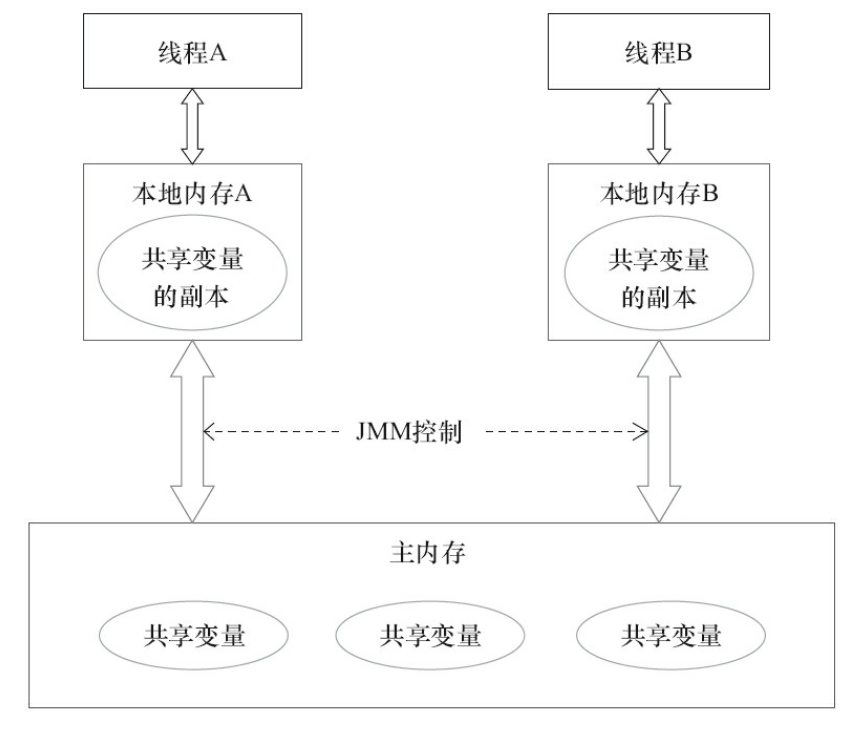 线程A
线程B
本地内存A
本地内存B
共享变量
的副本
共享变量
的副本
JMM控制
主内存
共享变量
共享变量
共享变量